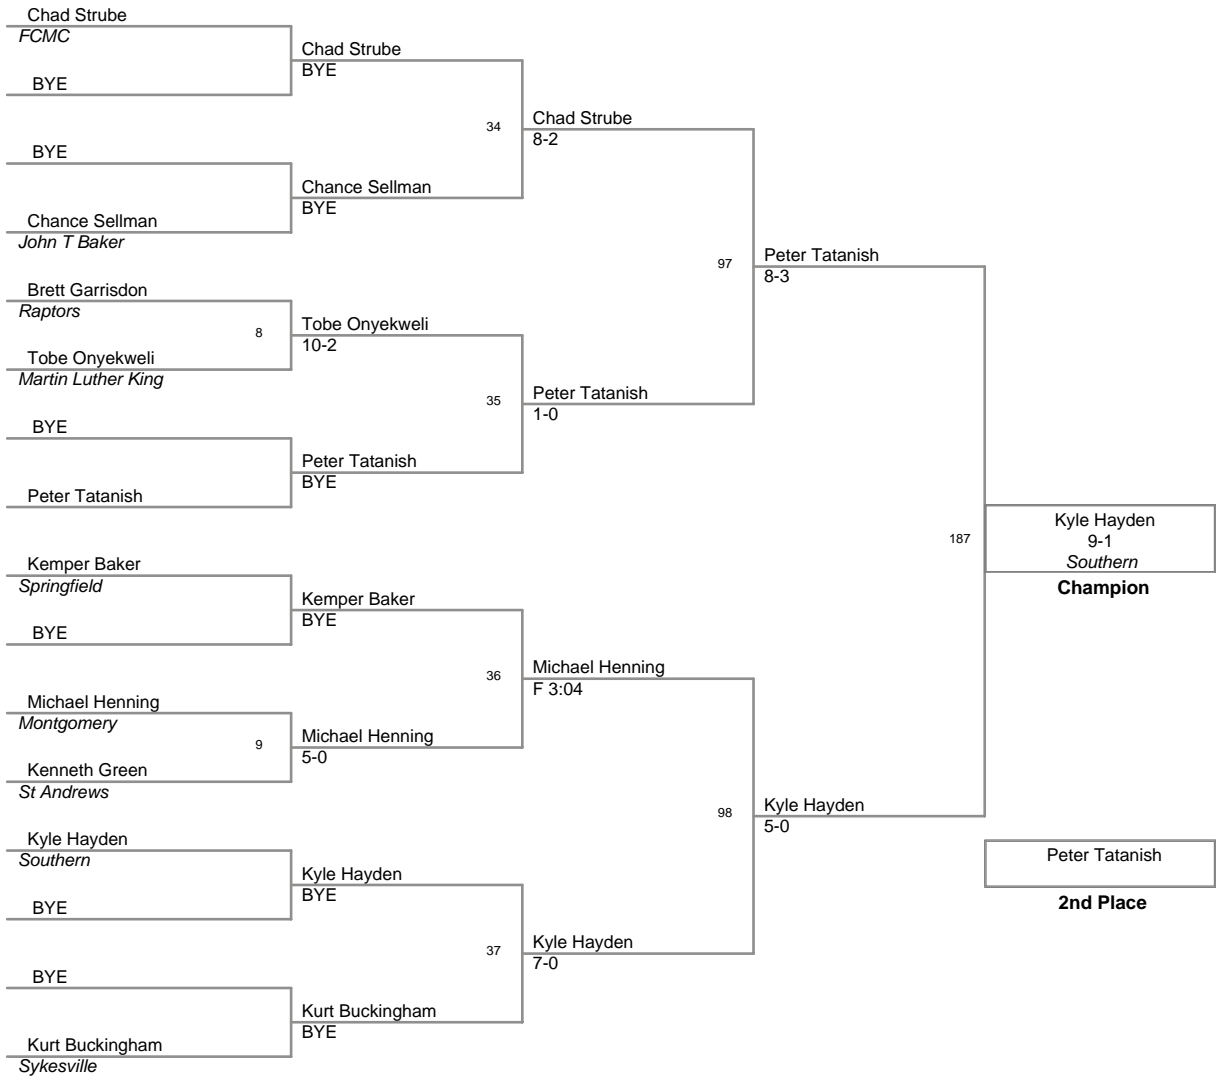 Chad Strube
FCMC
BYE
BYE
Chance Sellman
John T Baker
Brett Garrisdon
Raptors
8
Tobe Onyekweli
Martin Luther King
BYE
Peter Tatanish
Kemper Baker
Springfield
BYE
Michael Henning
Montgomery
9
Kenneth Green
St Andrews
Kyle Hayden
Southern
BYE
BYE
Kurt Buckingham
Sykesville
Chad Strube
BYE
34
Chance Sellman
BYE
Tobe Onyekweli
10-2
35
Peter Tatanish
BYE
Kemper Baker
BYE
36
Michael Henning
5-0
Kyle Hayden
BYE
37
Kurt Buckingham
BYE
Chad Strube
8-2
97
Peter Tatanish
1-0
Michael Henning
F 3:04
98
Kyle Hayden
7-0
Peter Tatanish
8-3
187
Kyle Hayden
5-0
Kyle Hayden
9-1
Southern
Champion
Peter Tatanish
2nd Place